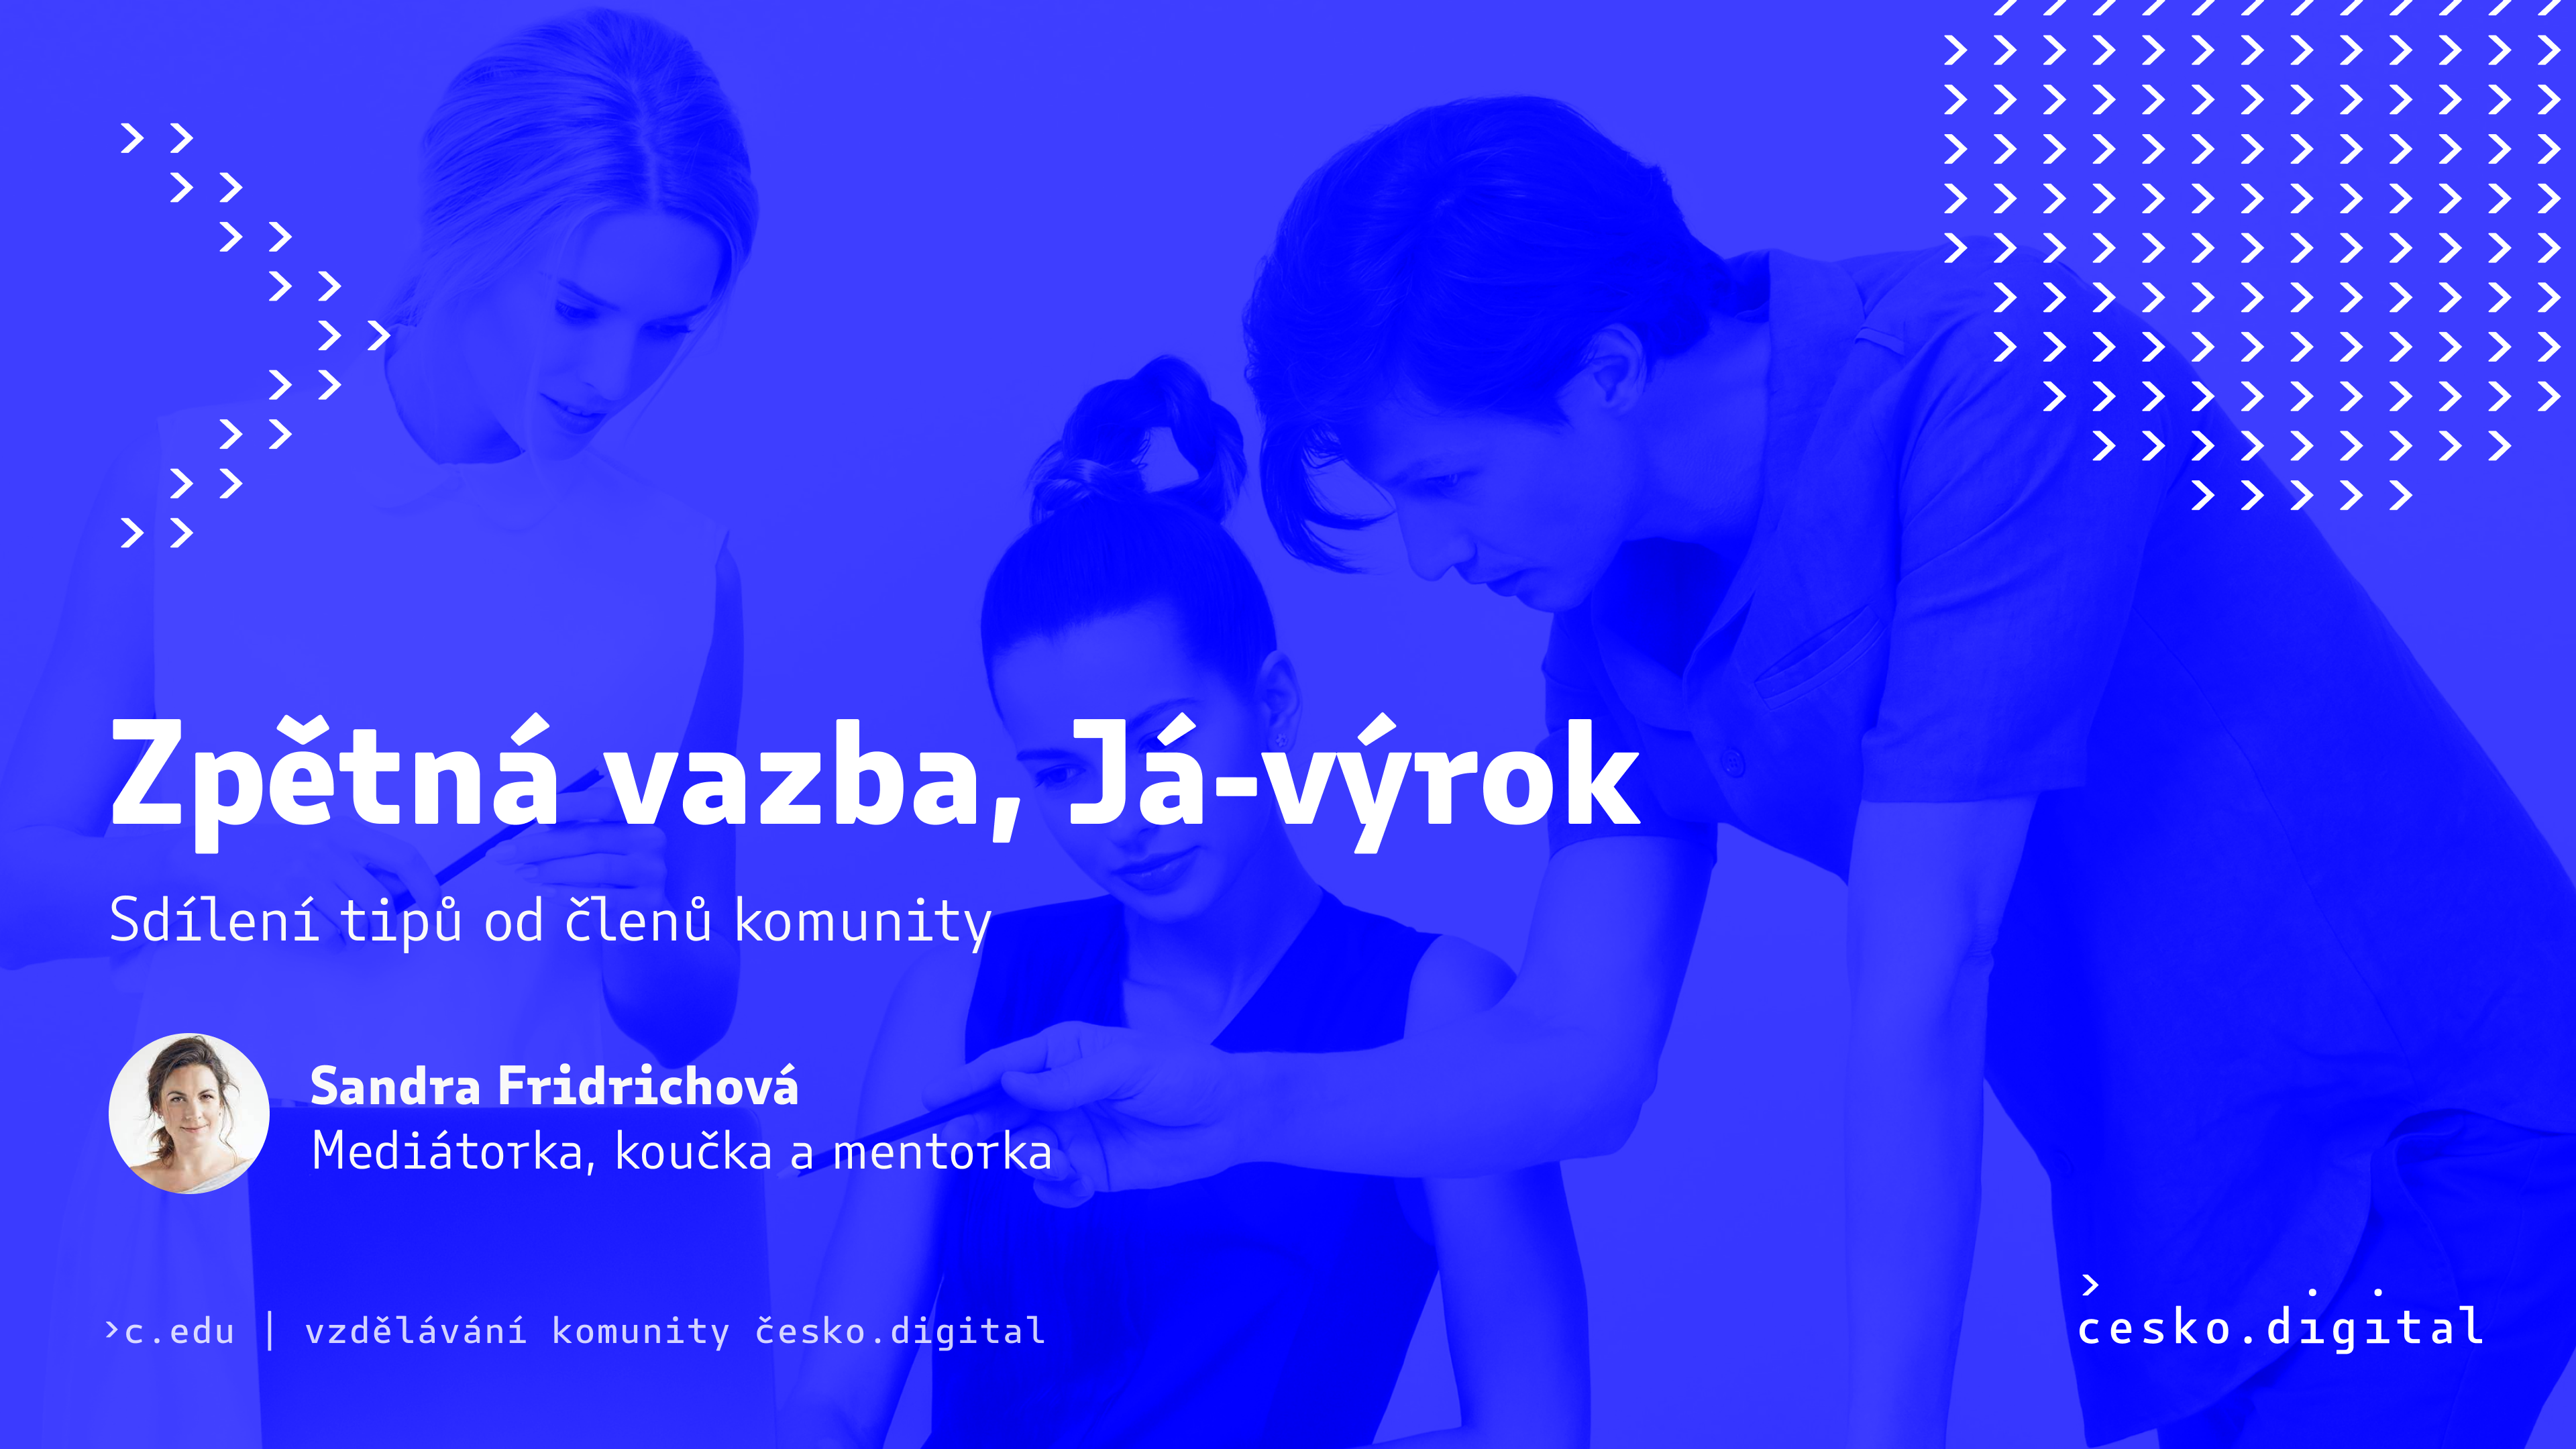 Zpětná vazba, Já-výrok
Sdílení tipů od členů komunity
Sandra Fridrichová
Mediátorka, koučka a mentorka
>c.edu | vzdělávání komunity česko.digital
>
cesko.digital